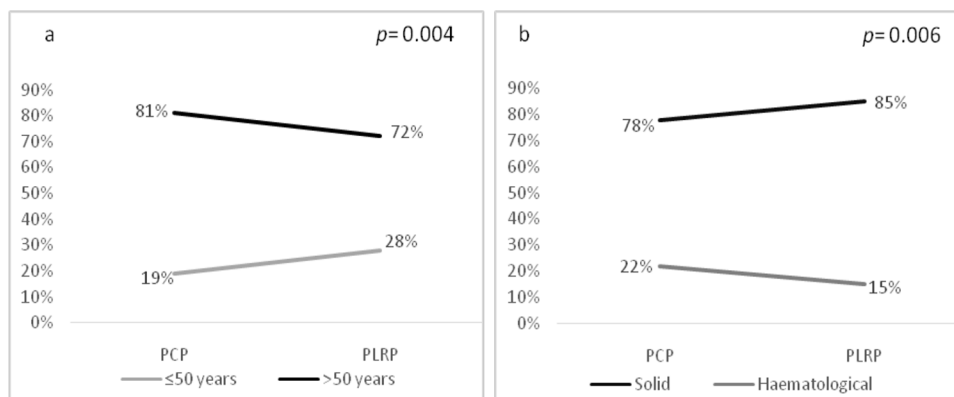 a
p= 0.004
90%
80%
70%
60%
50%
40%
30%
20%
10%
0%
81%
72%
19%
28%
PCP
PLRP
≤50 years
>50 years
b
p= 0.006
90%
80%
70%
60%
50%
40%
30%
20%
10%
0%
78%
85%
22%
15%
PCP
PLRP
Solid
Haematological